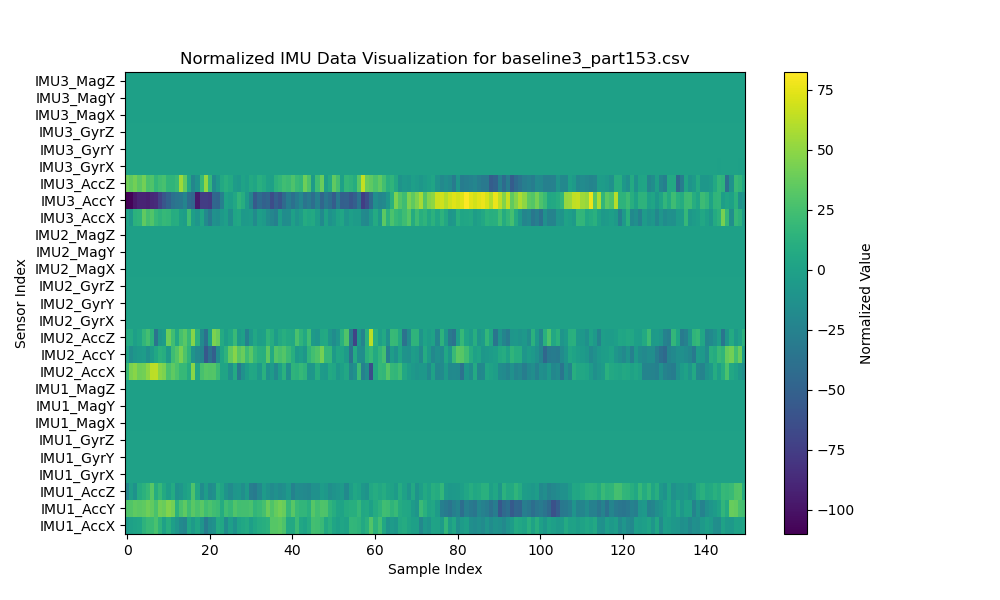 Normalized IMU Data Visualization for baseline3_part153.csv
IMU3_MagZ
IMU3_MagY
IMU3_MagX
IMU3_GyrZ
IMU3_GyrY
IMU3_GyrX
IMU3_AccZ
IMU3_AccY
IMU3_AccX
IMU2_MagZ
IMU2_MagY
IMU2_MagX
IMU2_GyrZ
IMU2_GyrY
IMU2_GyrX
IMU2_AccZ
IMU2_AccY
IMU2_AccX
IMU1_MagZ
IMU1_MagY
IMU1_MagX
IMU1_GyrZ
IMU1_GyrY
IMU1_GyrX
IMU1_AccZ
IMU1_AccY
IMU1_AccX
Sensor Index
0 20 40 60 80 100 120 140
Sample Index
75
50
25
0
−25
−50
−75
−100
Normalized Value